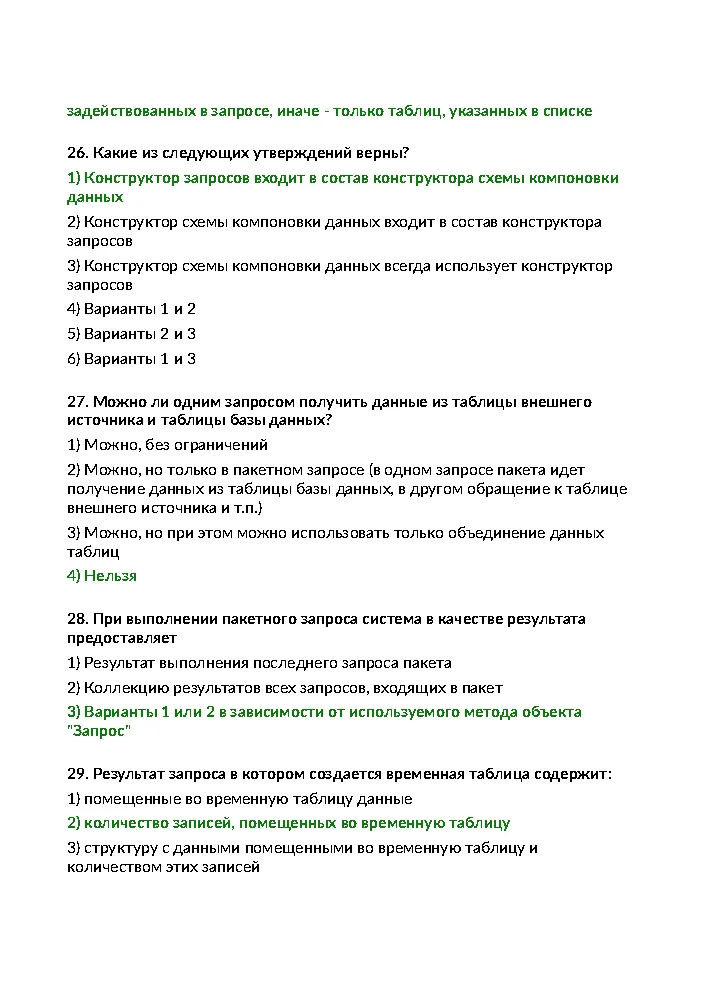 задействованных в запросе, иначе - только таблиц, указанных в списке
26. Какие из следующих утверждений верны?
1) Конструктор запросов входит в состав конструктора схемы компоновки
данных
2) Конструктор схемы компоновки данных входит в состав конструктора
запросов
3) Конструктор схемы компоновки данных всегда использует конструктор
запросов
4) Варианты 1 и 2
5) Варианты 2 и 3
6) Варианты 1 и 3
27. Можно ли одним запросом получить данные из таблицы внешнего
источника и таблицы базы данных?
1) Можно, без ограничений
2) Можно, но только в пакетном запросе (в одном запросе пакета идет
получение данных из таблицы базы данных, в другом обращение к таблице
внешнего источника и т.п.)
3) Можно, но при этом можно использовать только объединение данных
таблиц
4) Нельзя
28. При выполнении пакетного запроса система в качестве результата
предоставляет
1) Результат выполнения последнего запроса пакета
2) Коллекцию результатов всех запросов, входящих в пакет
3) Варианты 1 или 2 в зависимости от используемого метода объекта
"Запрос"
29. Результат запроса в котором создается временная таблица содержит:
1) помещенные во временную таблицу данные
2) количество записей, помещенных во временную таблицу
3) структуру с данными помещенными во временную таблицу и
количеством этих записей